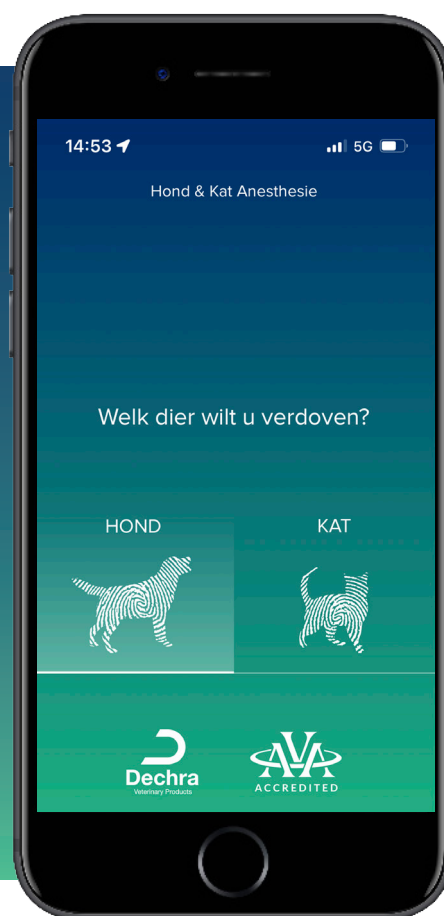 14:53
5G
Hond & Kat Anesthesie
Welk dier wilt u verdoven?
HOND
KAT
Dechra
Veterinary Products
AVA
ACCREDITED